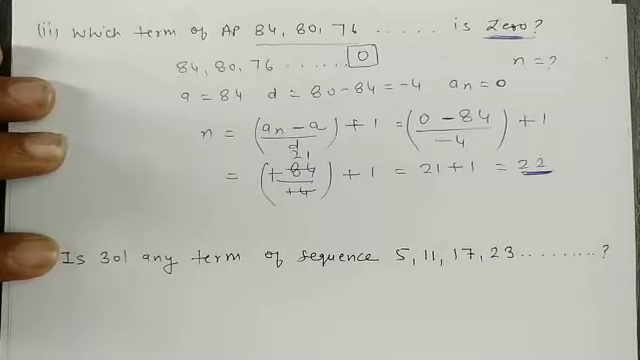 (ii) Which term of AP 84, 80, 76 ..... is Zero?
84, 80, 76 ...... 0 n = ?
a = 84 d = 80-84 = -4 an = 0
n = (an - a / d) + 1 = (0 - 84 / -4) + 1
= (+84 / +4) 21 + 1 = 21 + 1 = 22
Is 301 any term of sequence 5, 11, 17, 23.........?